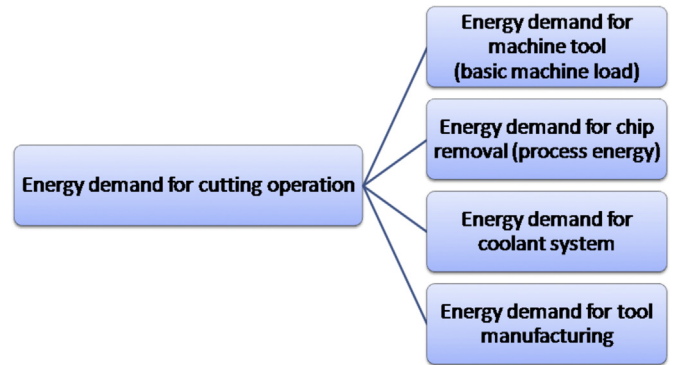 Energy demand for cutting operation
Energy demand for
machine tool
(basic machine load)
Energy demand for chip
removal (process energy)
Energy demand for
coolant system
Energy demand for tool
manufacturing